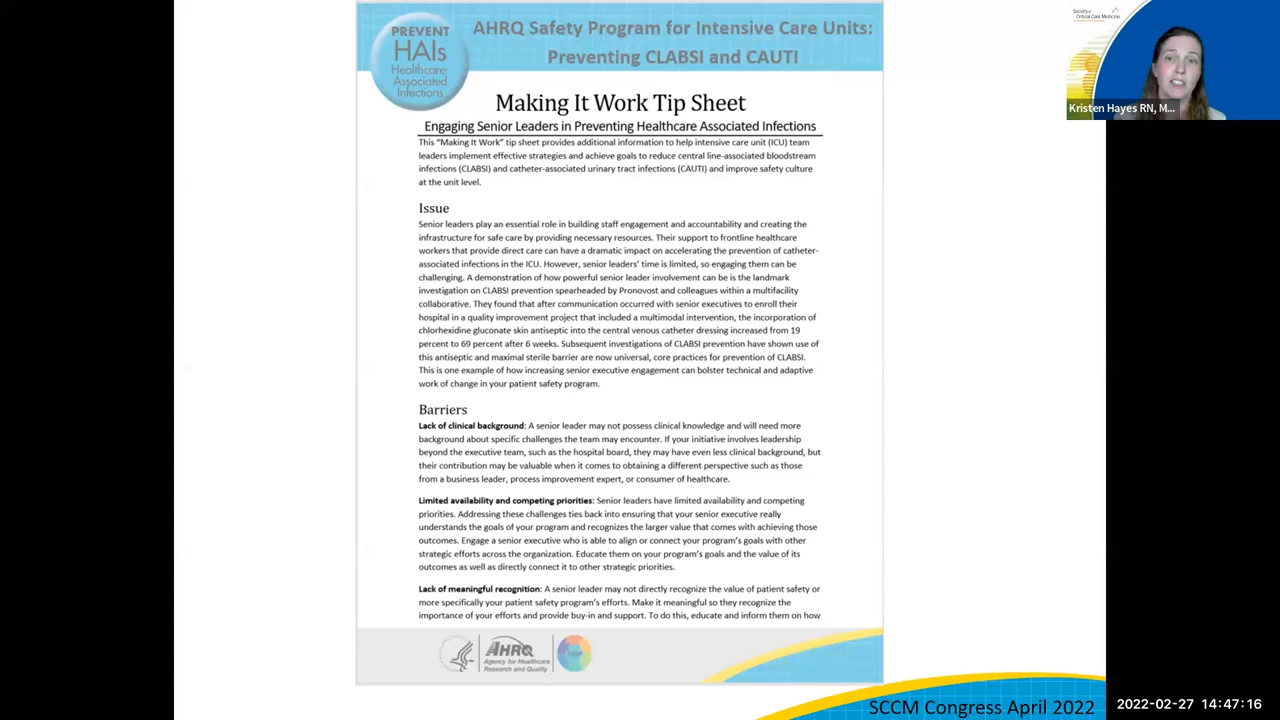 PREVENT
HAIs
Healthcare-
Associated
Infections
AHRQ Safety Program for Intensive Care Units:
Preventing CLABSI and CAUTI
Making It Work Tip Sheet
Engaging Senior Leaders in Preventing Healthcare Associated Infections
This “Making It Work” tip sheet provides additional information to help intensive care unit (ICU) team
leaders implement effective strategies and achieve goals to reduce central line-associated bloodstream
infections (CLABSI) and catheter-associated urinary tract infections (CAUTI) and improve safety culture
at the unit level.
Issue
Senior leaders play an essential role in building staff engagement and accountability and creating the
infrastructure for safe care by providing necessary resources. Their support to frontline healthcare
workers that provide direct care can have a dramatic impact on accelerating the prevention of catheter-
associated infections in the ICU. However, senior leaders’ time is limited, so engaging them can be
challenging. A demonstration of how powerful senior leader involvement can be is the landmark
investigation on CLABSI prevention spearheaded by Pronovost and colleagues within a multifacility
collaborative. They found that after communication occurred with senior executives to enroll their
hospital in a quality improvement project that included a multimodal intervention, the incorporation of
chlorhexidine gluconate skin antiseptic into the central venous catheter dressing increased from 19
percent to 69 percent after 6 weeks. Subsequent investigations of CLABSI prevention have shown use of
this antiseptic and maximal sterile barrier are now universal, core practices for prevention of CLABSI.
This is one example of how increasing senior executive engagement can bolster technical and adaptive
work of change in your patient safety program.
Barriers
Lack of clinical background: A senior leader may not possess clinical knowledge and will need more
background about specific challenges the team may encounter. If your initiative involves leadership
beyond the executive team, such as the hospital board, they may have even less clinical background, but
their contribution may be valuable when it comes to obtaining a different perspective such as those
from a business leader, process improvement expert, or consumer of healthcare.
Limited availability and competing priorities: Senior leaders have limited availability and competing
priorities. Addressing these challenges ties back into ensuring that your senior executive really
understands the goals of your program and recognizes the larger value that comes with achieving those
outcomes. Engage a senior executive who is able to align or connect your program’s goals with other
strategic efforts across the organization. Educate them on your program’s goals and the value of its
outcomes as well as directly connect it to other strategic priorities.
Lack of meaningful recognition: A senior leader may not directly recognize the value of patient safety or
more specifically your patient safety program’s efforts. Make it meaningful so they recognize the
importance of your efforts and provide buy-in and support. To do this, educate and inform them on how
AHRQ
Agency for Healthcare
Research and Quality
Society of
Critical Care Medicine
Kristen Hayes RN, M...
SCCM Congress April 2022
2022-02-27 14:47:16